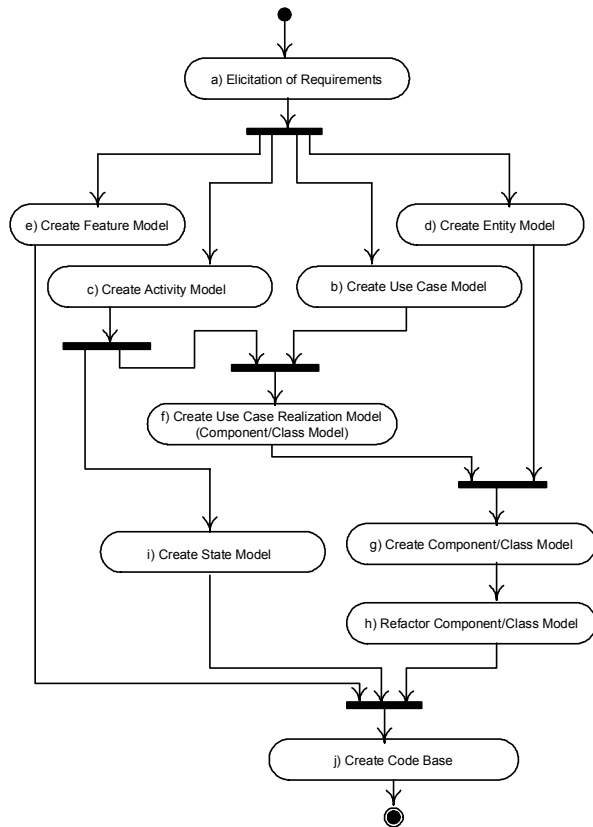 a) Elicitation of Requirements
e) Create Feature Model
d) Create Entity Model
c) Create Activity Model
b) Create Use Case Model
f) Create Use Case Realization Model
(Component/Class Model)
g) Create Component/Class Model
i) Create State Model
h) Refactor Component/Class Model
j) Create Code Base